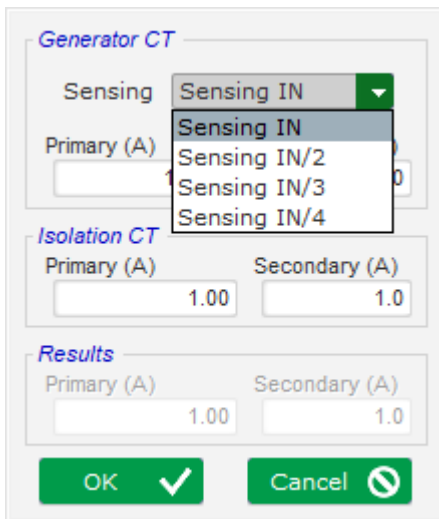 Generator CT
Sensing Sensing IN
Sensing IN
Sensing IN/2
Primary (A)
Sensing IN/3
Sensing IN/4
Isolation CT
Primary (A) Secondary (A)
1.00 1.0
Results
Primary (A) Secondary (A)
1.00 1.0
OK Cancel